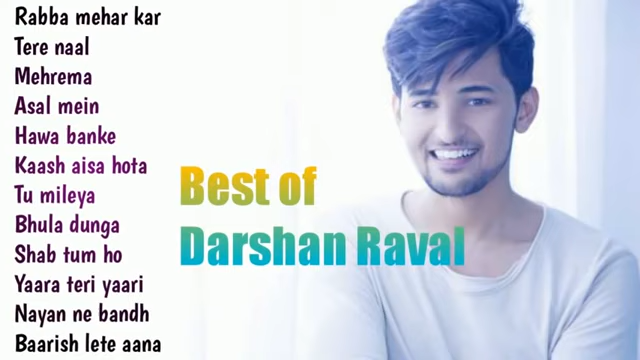 Rabba mehar kar
Tere naal
Mehrema
Asal mein
Hawa banke
Kaash aisa hota
Tu mileya
Bhula dunga
Shab tum ho
Yaara teri yaari
Nayan ne bandh
Baarish lete aana
Best of
Darshan Raval